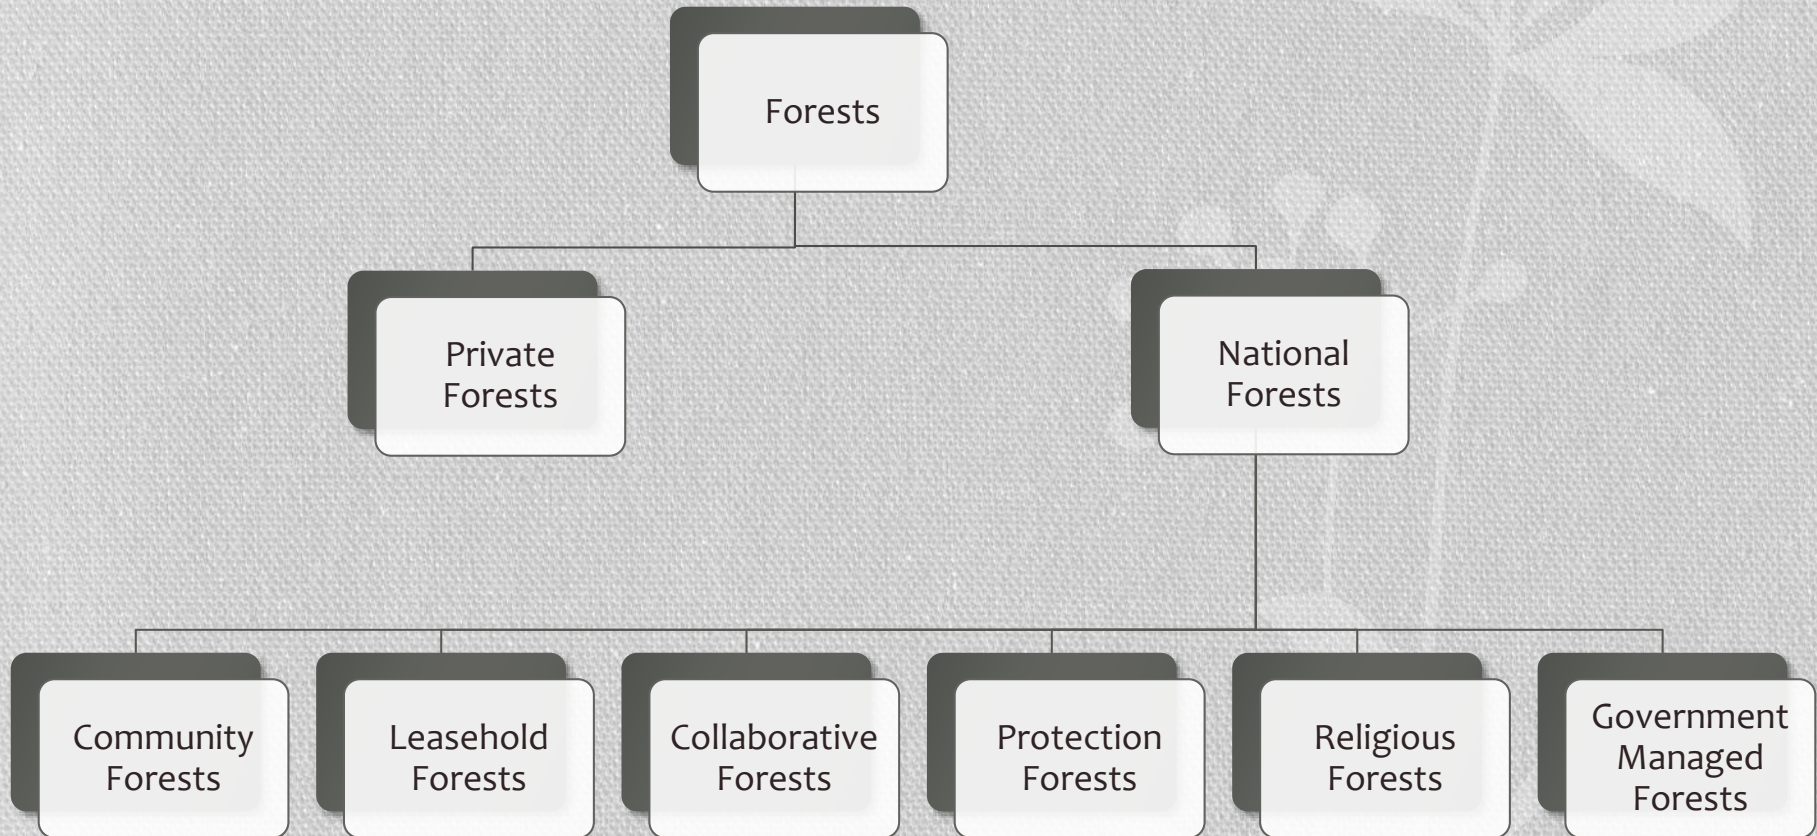 Forests
Private
Forests
National
Forests
Community
Forests
Leasehold
Forests
Collaborative
Forests
Protection
Forests
Religious
Forests
Government
Managed
Forests